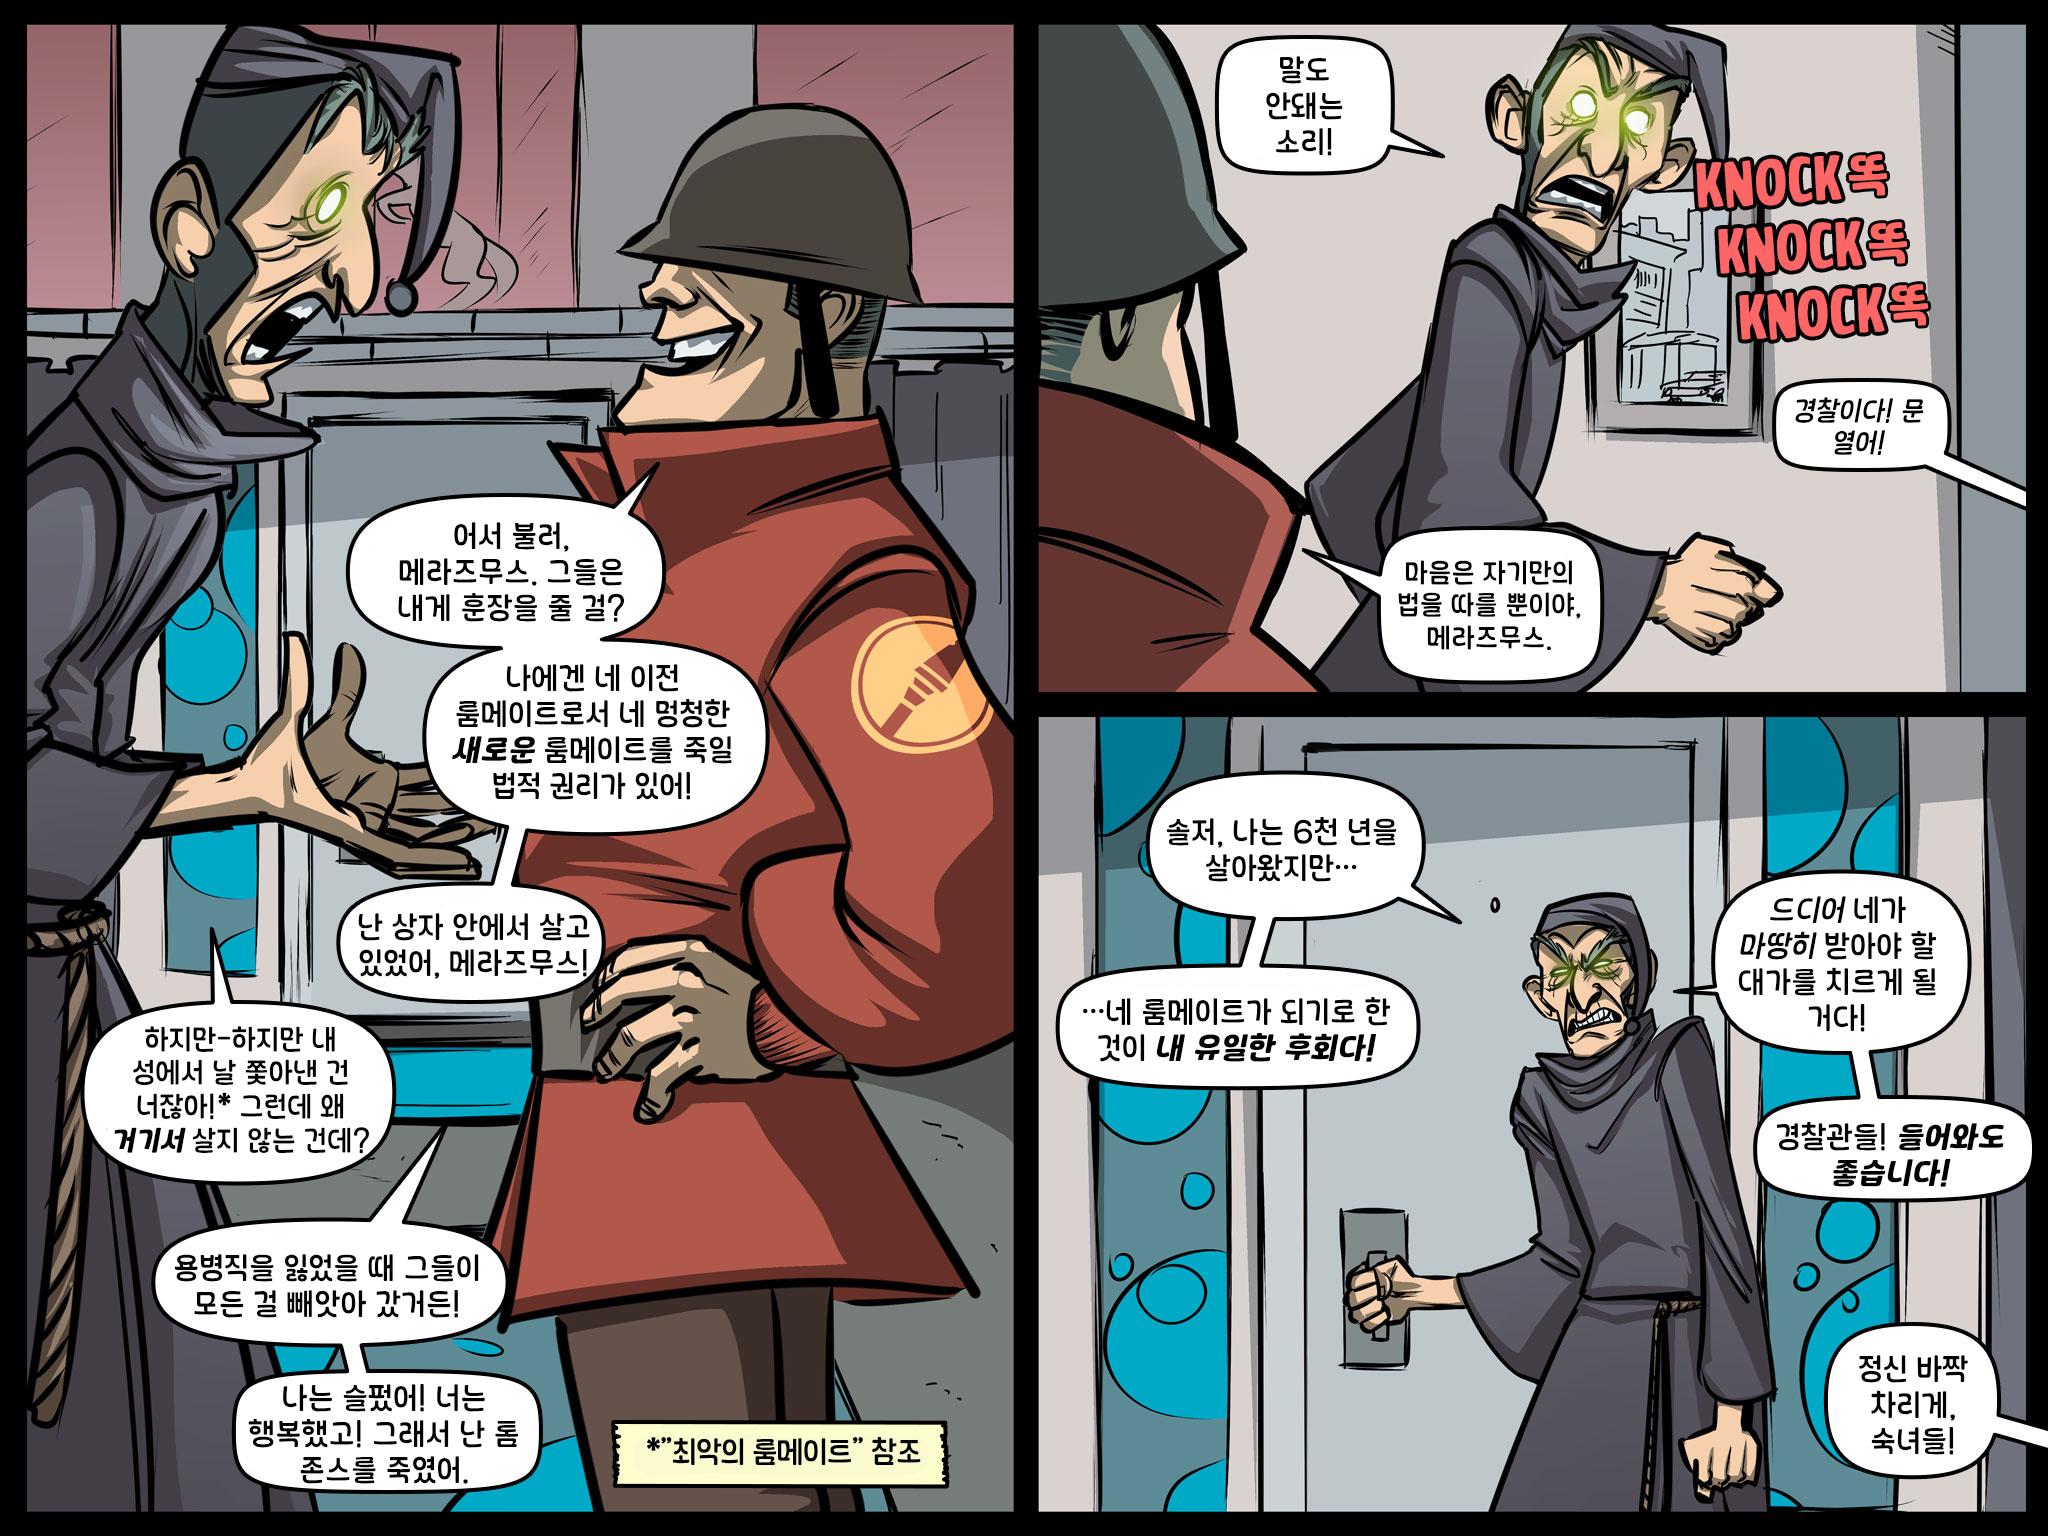 어서 불러,
메라즈무스. 그들은
내게 훈장을 줄 걸?
나에겐 네 이전
룸메이트로서 네 멍청한
새로운 룸메이트를 죽일
법적 권리가 있어!
난 상자 안에서 살고
있었어, 메라즈무스!
하지만-하지만 내
성에서 날 쫓아낸 건
너잖아!* 그런데 왜
거기서 살지 않는 건데?
용병직을 잃었을 때 그들이
모든 걸 빼앗아 갔거든!
나는 슬펐어! 너는
행복했고! 그래서 난 톰
존스를 죽였어.
*"최악의 룸메이트" 참조
말도
안돼는
소리!
KNOCK똑
KNOCK똑
KNOCK똑
경찰이다! 문
열어!
마음은 자기만의
법을 따를 뿐이야,
메라즈무스.
솔저, 나는 6천 년을
살아왔지만…
…네 룸메이트가 되기로 한
것이 내 유일한 후회다!
드디어 네가
마땅히 받아야 할
대가를 치르게 될
거다!
경찰관들! 들어와도
좋습니다!
정신 바짝
차리게,
숙녀들!